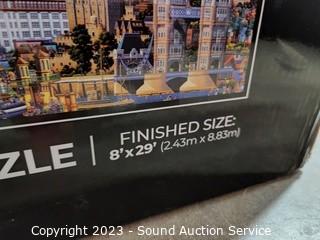 ZLE
FINISHED SIZE:
8'x29' (2.43m x 8.83m)
Copyright 2023 - Sound Auction Service